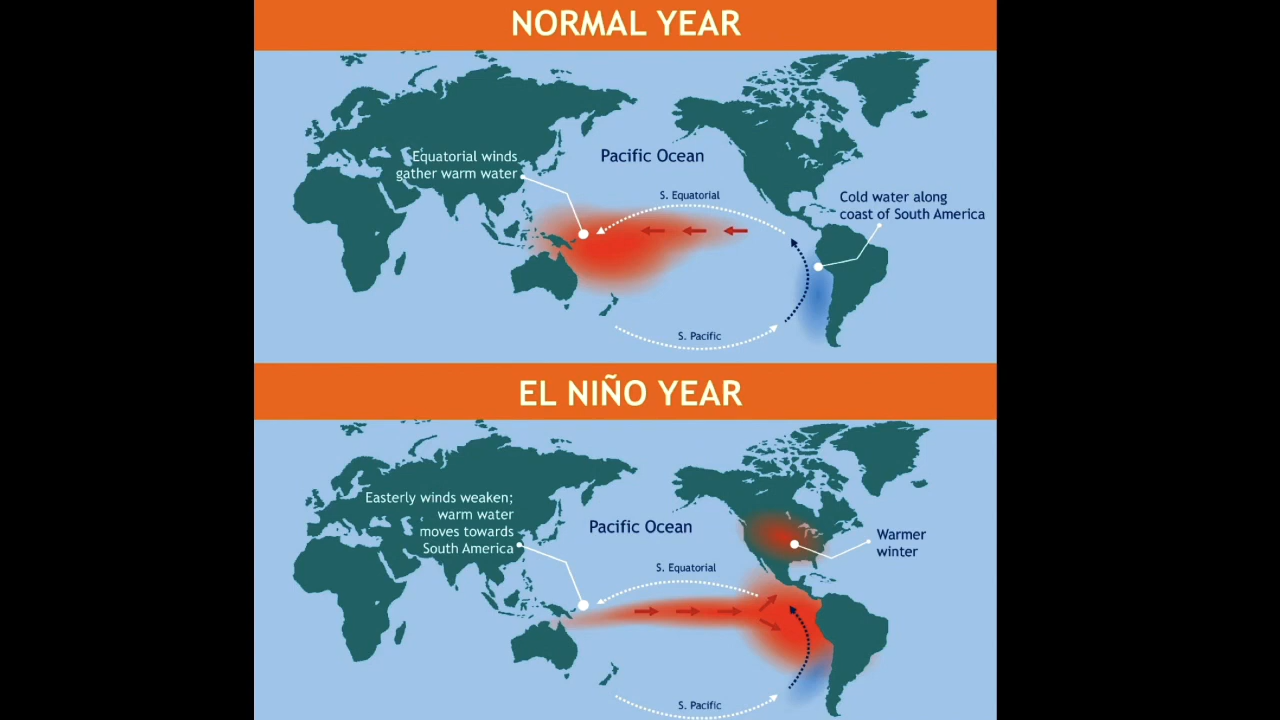 NORMAL YEAR
Equatorial winds
gather warm water
Pacific Ocean
S. Equatorial
Cold water along
coast of South America
S. Pacific
EL NIÑO YEAR
Easterly winds weaken;
warm water
moves towards
South America
Pacific Ocean
S. Equatorial
Warmer
winter
S. Pacific